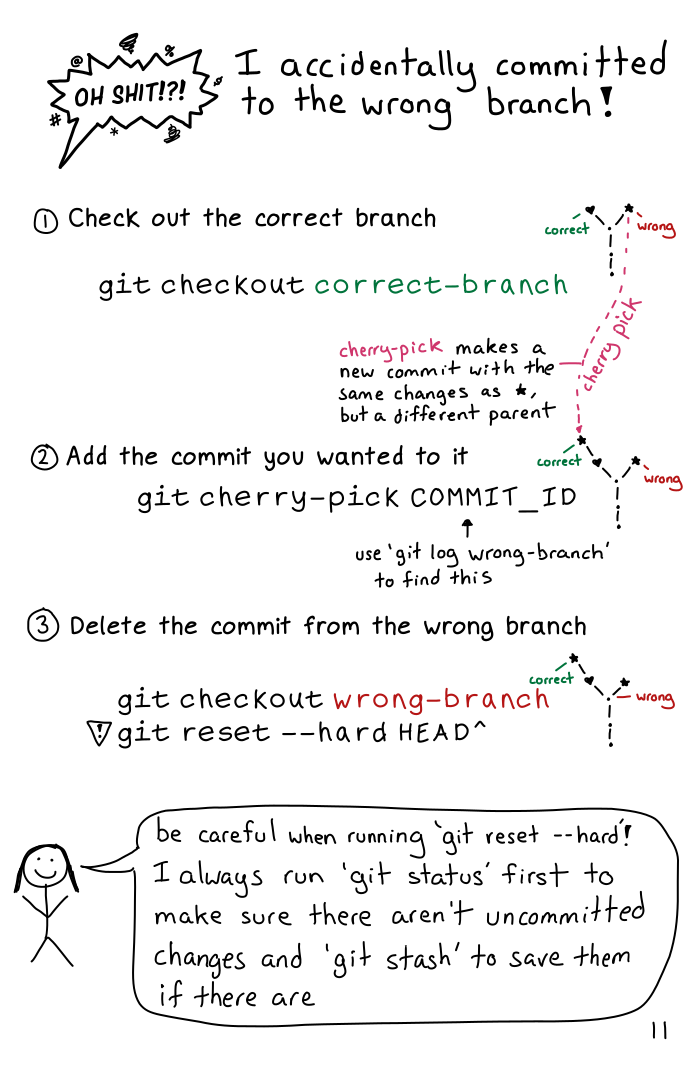 OH SHIT!?!
I accidentally committed
to the wrong branch!
① Check out the correct branch
correct
wrong
git checkout correct-branch
cherry pick
cherry-pick makes a
new commit with the
same changes as ★,
but a different parent
② Add the commit you wanted to it
correct
wrong
git cherry-pick COMMIT_ID
use 'git log wrong-branch'
to find this
③ Delete the commit from the wrong branch
correct
wrong
git checkout wrong-branch
git reset --hard HEAD^
be careful when running 'git reset --hard'!
I always run 'git status' first to
make sure there aren't uncommitted
changes and 'git stash' to save them
if there are
11